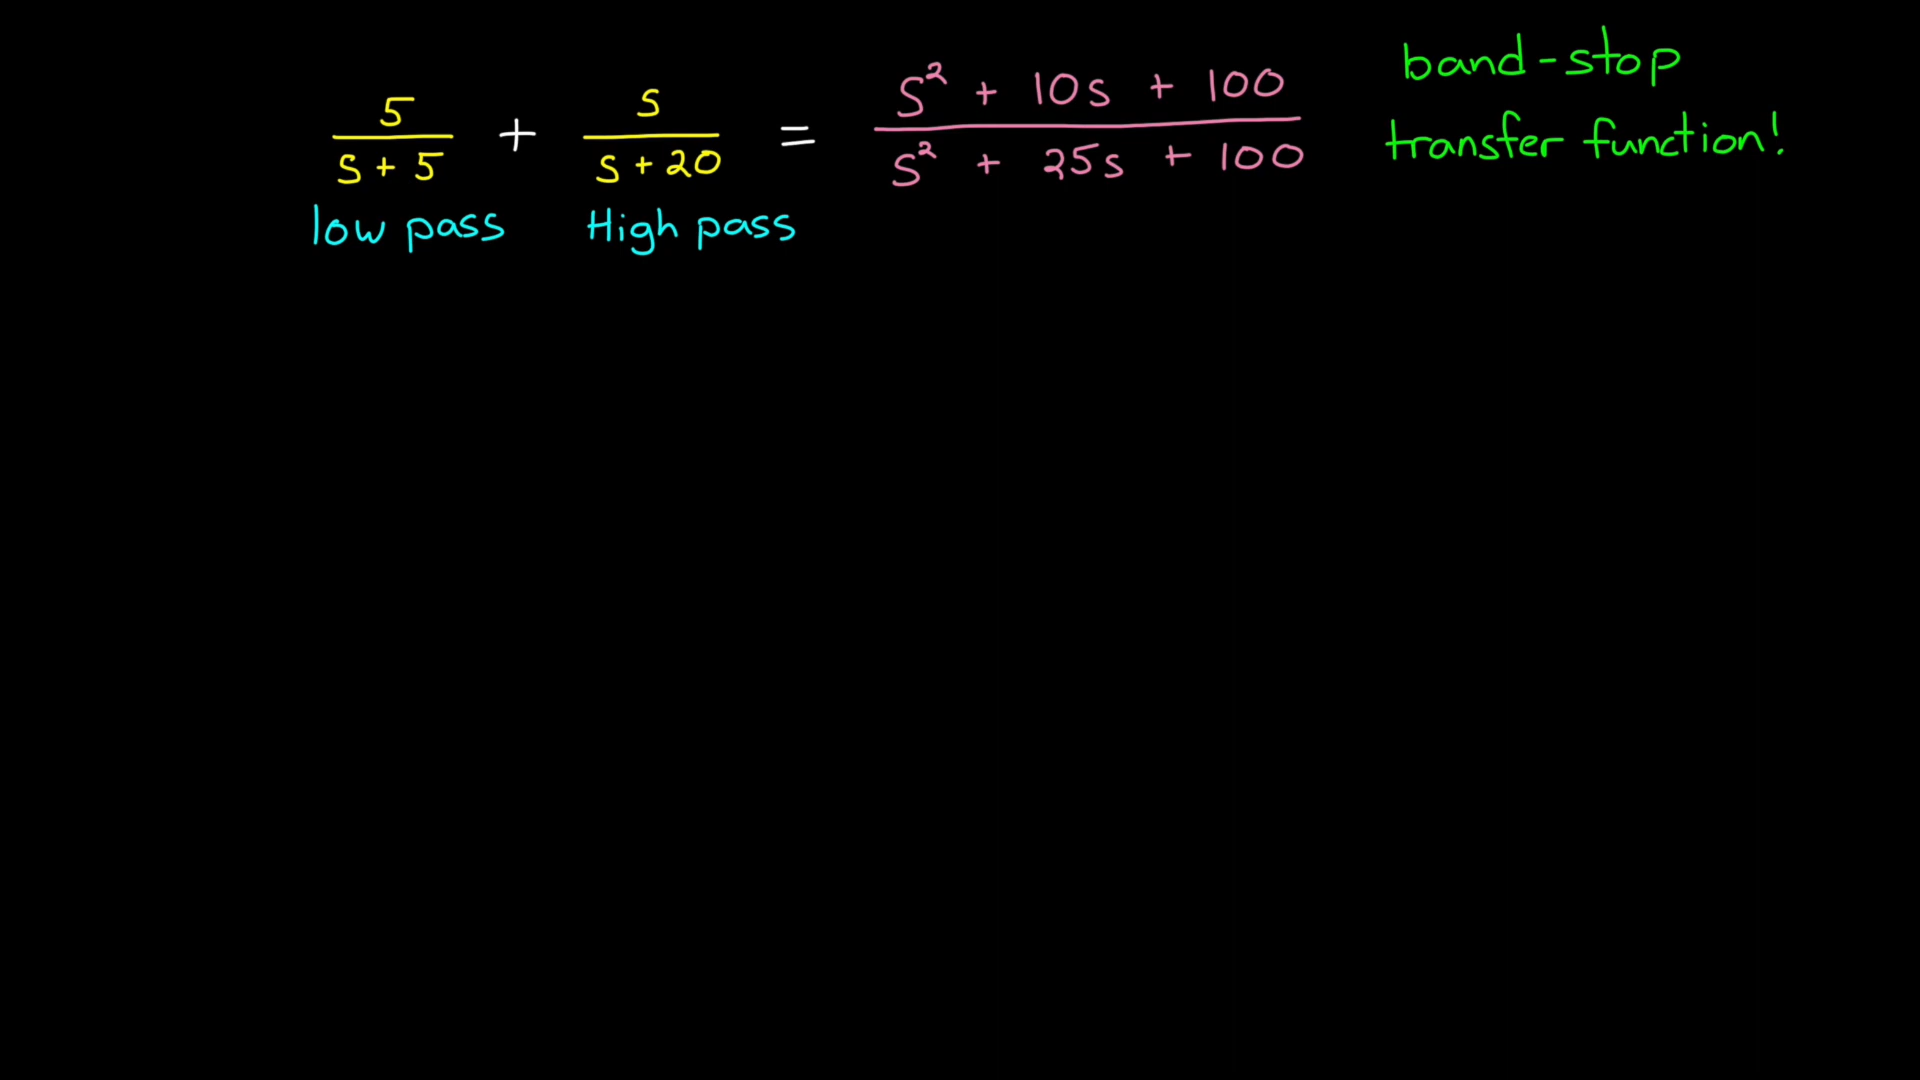 5/(s + 5) + s/(s + 20) = (s² + 10s + 100)/(s² + 25s + 100)
band-stop
transfer function!
low pass
High pass